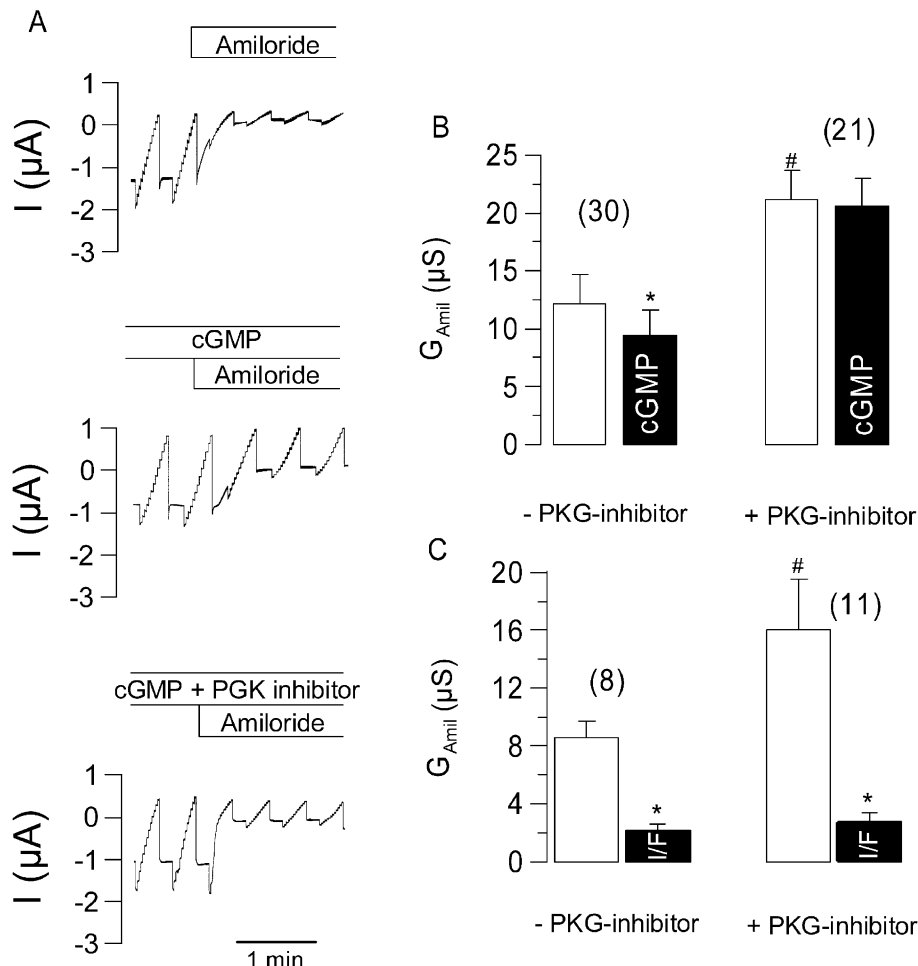 A
Amiloride
I (µA)
1
0
-1
-2
-3
cGMP
Amiloride
I (µA)
1
0
-1
-2
-3
cGMP + PGK inhibitor
Amiloride
I (µA)
1
0
-1
-2
-3
1 min
B
G_Amil (µS)
25
20
15
10
5
0
(30)
*
cGMP
#
(21)
cGMP
- PKG-inhibitor
+ PKG-inhibitor
C
G_Amil (µS)
20
16
12
8
4
0
(8)
*
I/F
#
(11)
*
I/F
- PKG-inhibitor
+ PKG-inhibitor